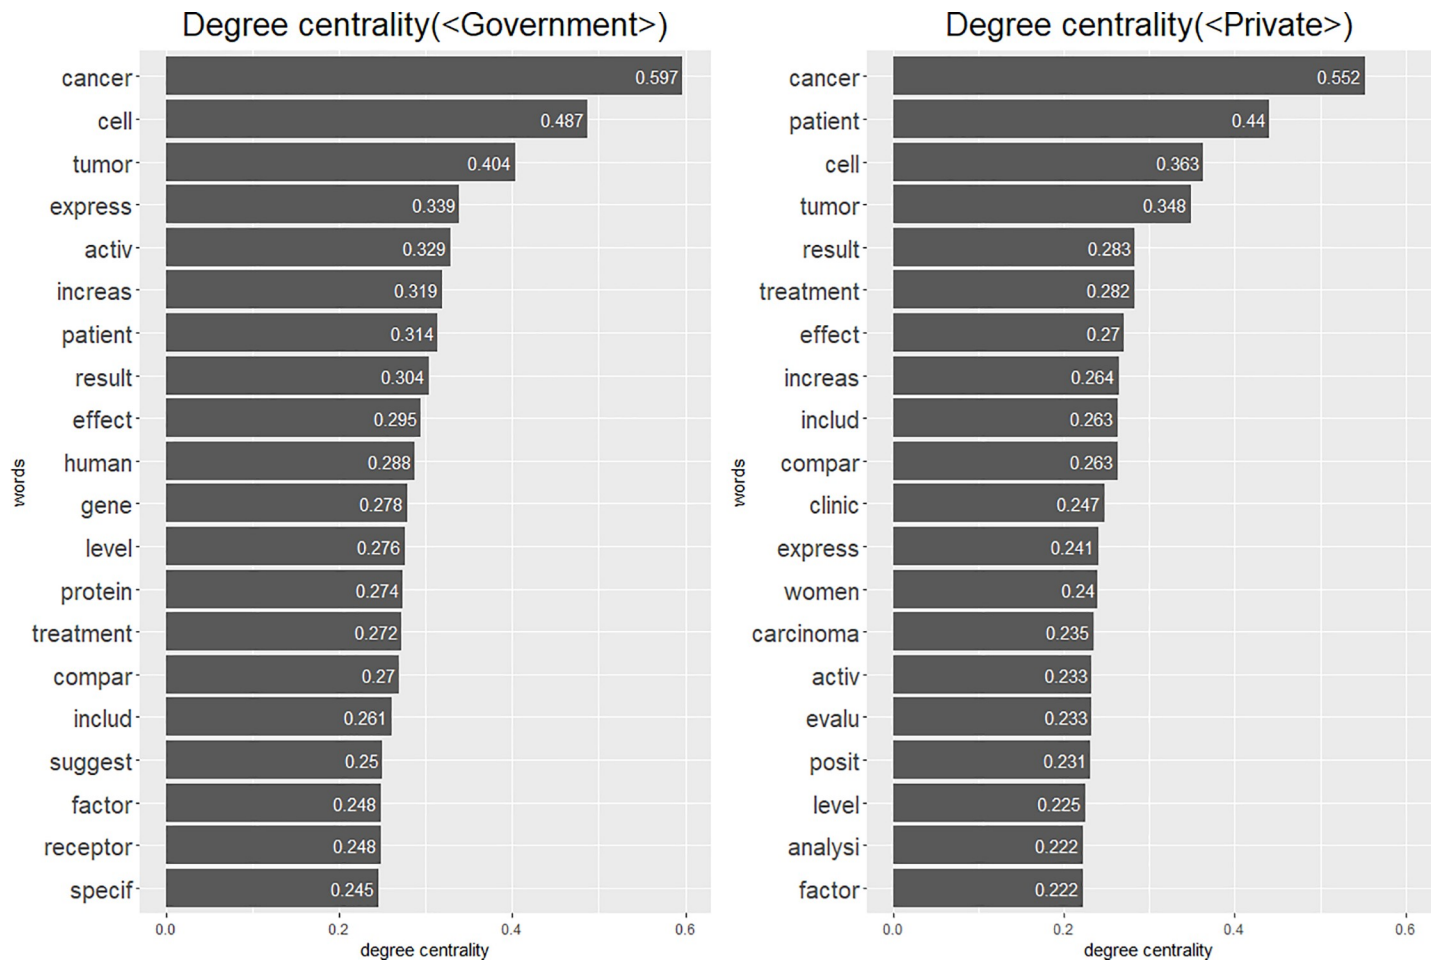 Degree centrality(<Government>)
cancer 0.597
cell 0.487
tumor 0.404
express 0.339
activ 0.329
increas 0.319
patient 0.314
result 0.304
effect 0.295
human 0.288
gene 0.278
level 0.276
protein 0.274
treatment 0.272
compar 0.27
includ 0.261
suggest 0.25
factor 0.248
receptor 0.248
specif 0.245
words
0.0 0.2 0.4 0.6
degree centrality
Degree centrality(<Private>)
cancer 0.552
patient 0.44
cell 0.363
tumor 0.348
result 0.283
treatment 0.282
effect 0.27
increas 0.264
includ 0.263
compar 0.263
clinic 0.247
express 0.241
women 0.24
carcinoma 0.235
activ 0.233
evalu 0.233
posit 0.231
level 0.225
analysi 0.222
factor 0.222
words
0.0 0.2 0.4 0.6
degree centrality